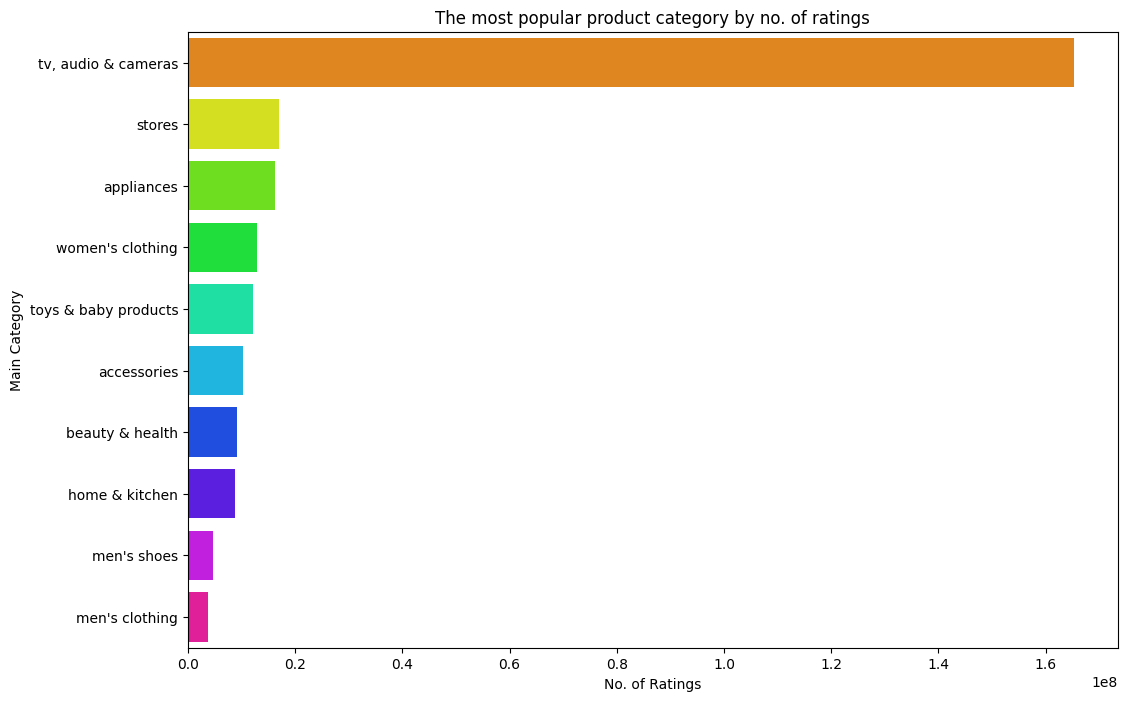 The most popular product category by no. of ratings
Main Category
tv, audio & cameras
stores
appliances
women's clothing
toys & baby products
accessories
beauty & health
home & kitchen
men's shoes
men's clothing
0.0 0.2 0.4 0.6 0.8 1.0 1.2 1.4 1.6
1e8
No. of Ratings